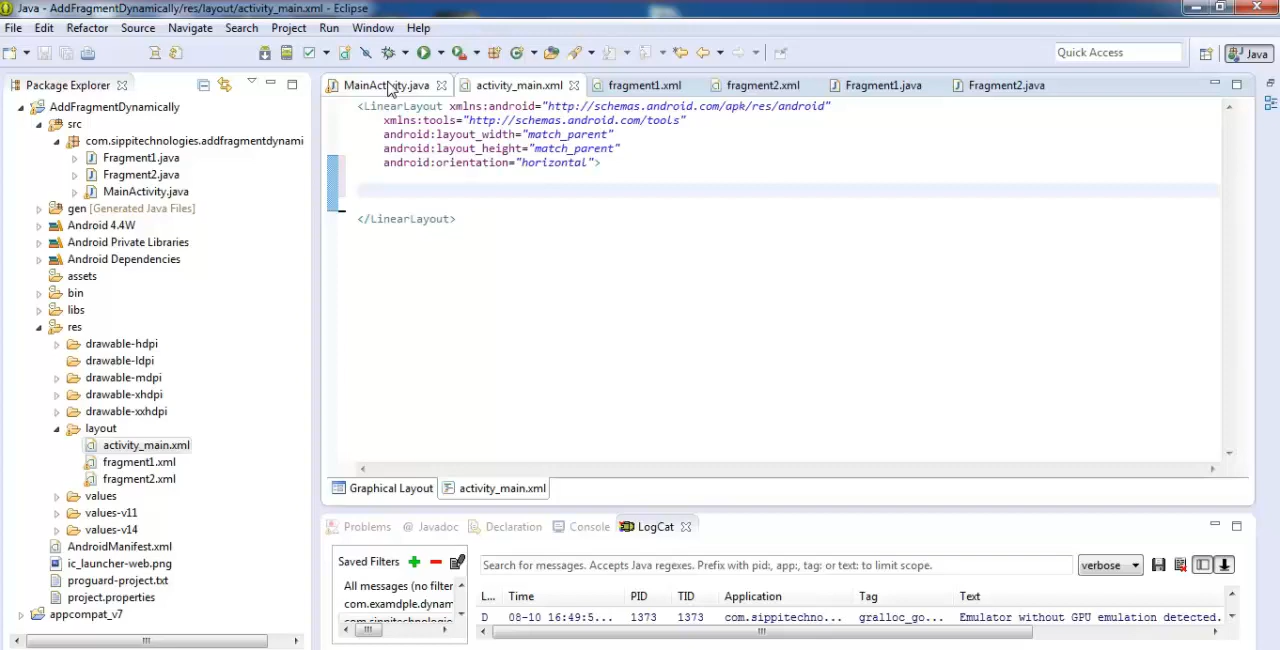 Java - AddFragmentDynamically/res/layout/activity_main.xml - Eclipse
File Edit Refactor Source Navigate Search Project Run Window Help
Quick Access
Java
Package Explorer
MainActivity.java
activity_main.xml
fragment1.xml
fragment2.xml
Fragment1.java
Fragment2.java
AddFragmentDynamically
src
com.sippitechnologies.addfragmentdynami
Fragment1.java
Fragment2.java
MainActivity.java
gen [Generated Java Files]
Android 4.4W
Android Private Libraries
Android Dependencies
assets
bin
libs
res
drawable-hdpi
drawable-ldpi
drawable-mdpi
drawable-xhdpi
drawable-xxhdpi
layout
activity_main.xml
fragment1.xml
fragment2.xml
values
values-v11
values-v14
AndroidManifest.xml
ic_launcher-web.png
proguard-project.txt
project.properties
appcompat_v7
<LinearLayout xmlns:android="http://schemas.android.com/apk/res/android"
xmlns:tools="http://schemas.android.com/tools"
android:layout_width="match_parent"
android:layout_height="match_parent"
android:orientation="horizontal">
</LinearLayout>
Graphical Layout
activity_main.xml
Problems @ Javadoc Declaration Console LogCat
Saved Filters
All messages (no filter
com.examdple.dynam
Search for messages. Accepts Java regexes. Prefix with pid:, app:, tag: or text: to limit scope.
verbose
L... Time PID TID Application Tag Text
D 08-10 16:49:5... 1373 1373 com.sippitechno... gralloc_go... Emulator without GPU emulation detected.